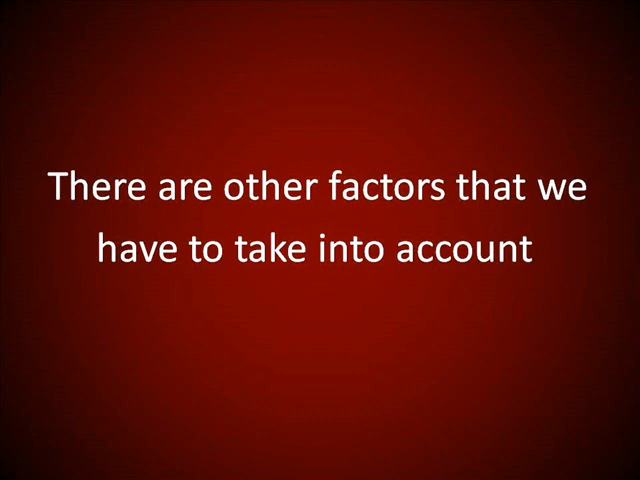 There are other factors that we
have to take into account